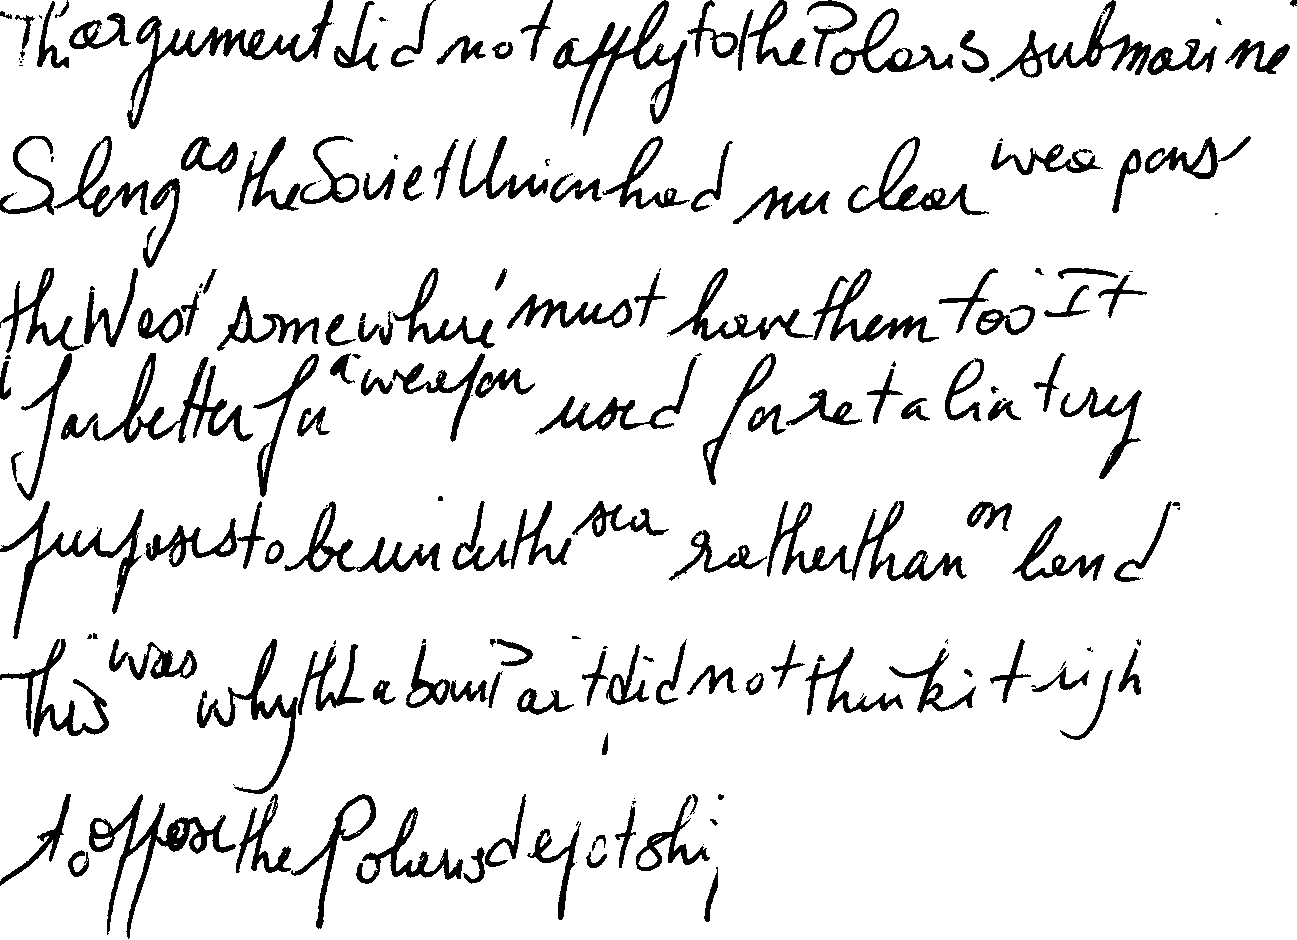 This argument did not apply to the Polaris submarine
So long as the Soviet Union had nuclear weapons
the West somewhere must have them too It
far better for a weapon used for retaliatory
purposes to be under the sea rather than on land
This was why the Labour Party did not think it right
to oppose the Polaris depot ship